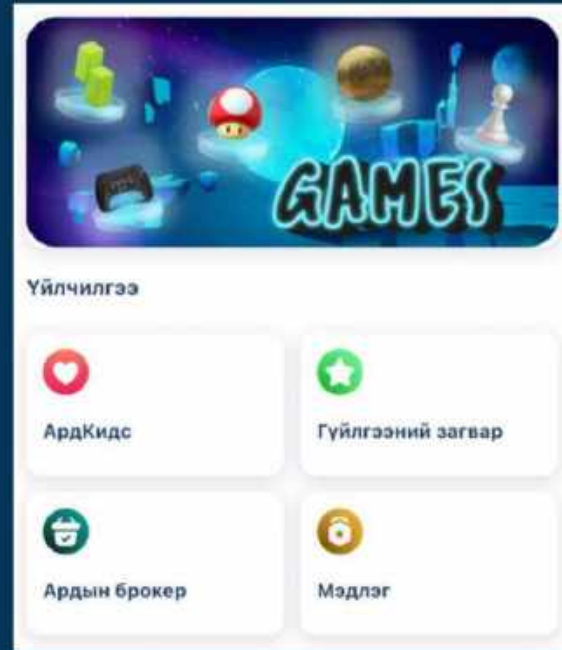 GAMES
Үйлчилгээ
АрдКидс
Гүйлгээний загвар
Ардын брокер
Мэдлэг